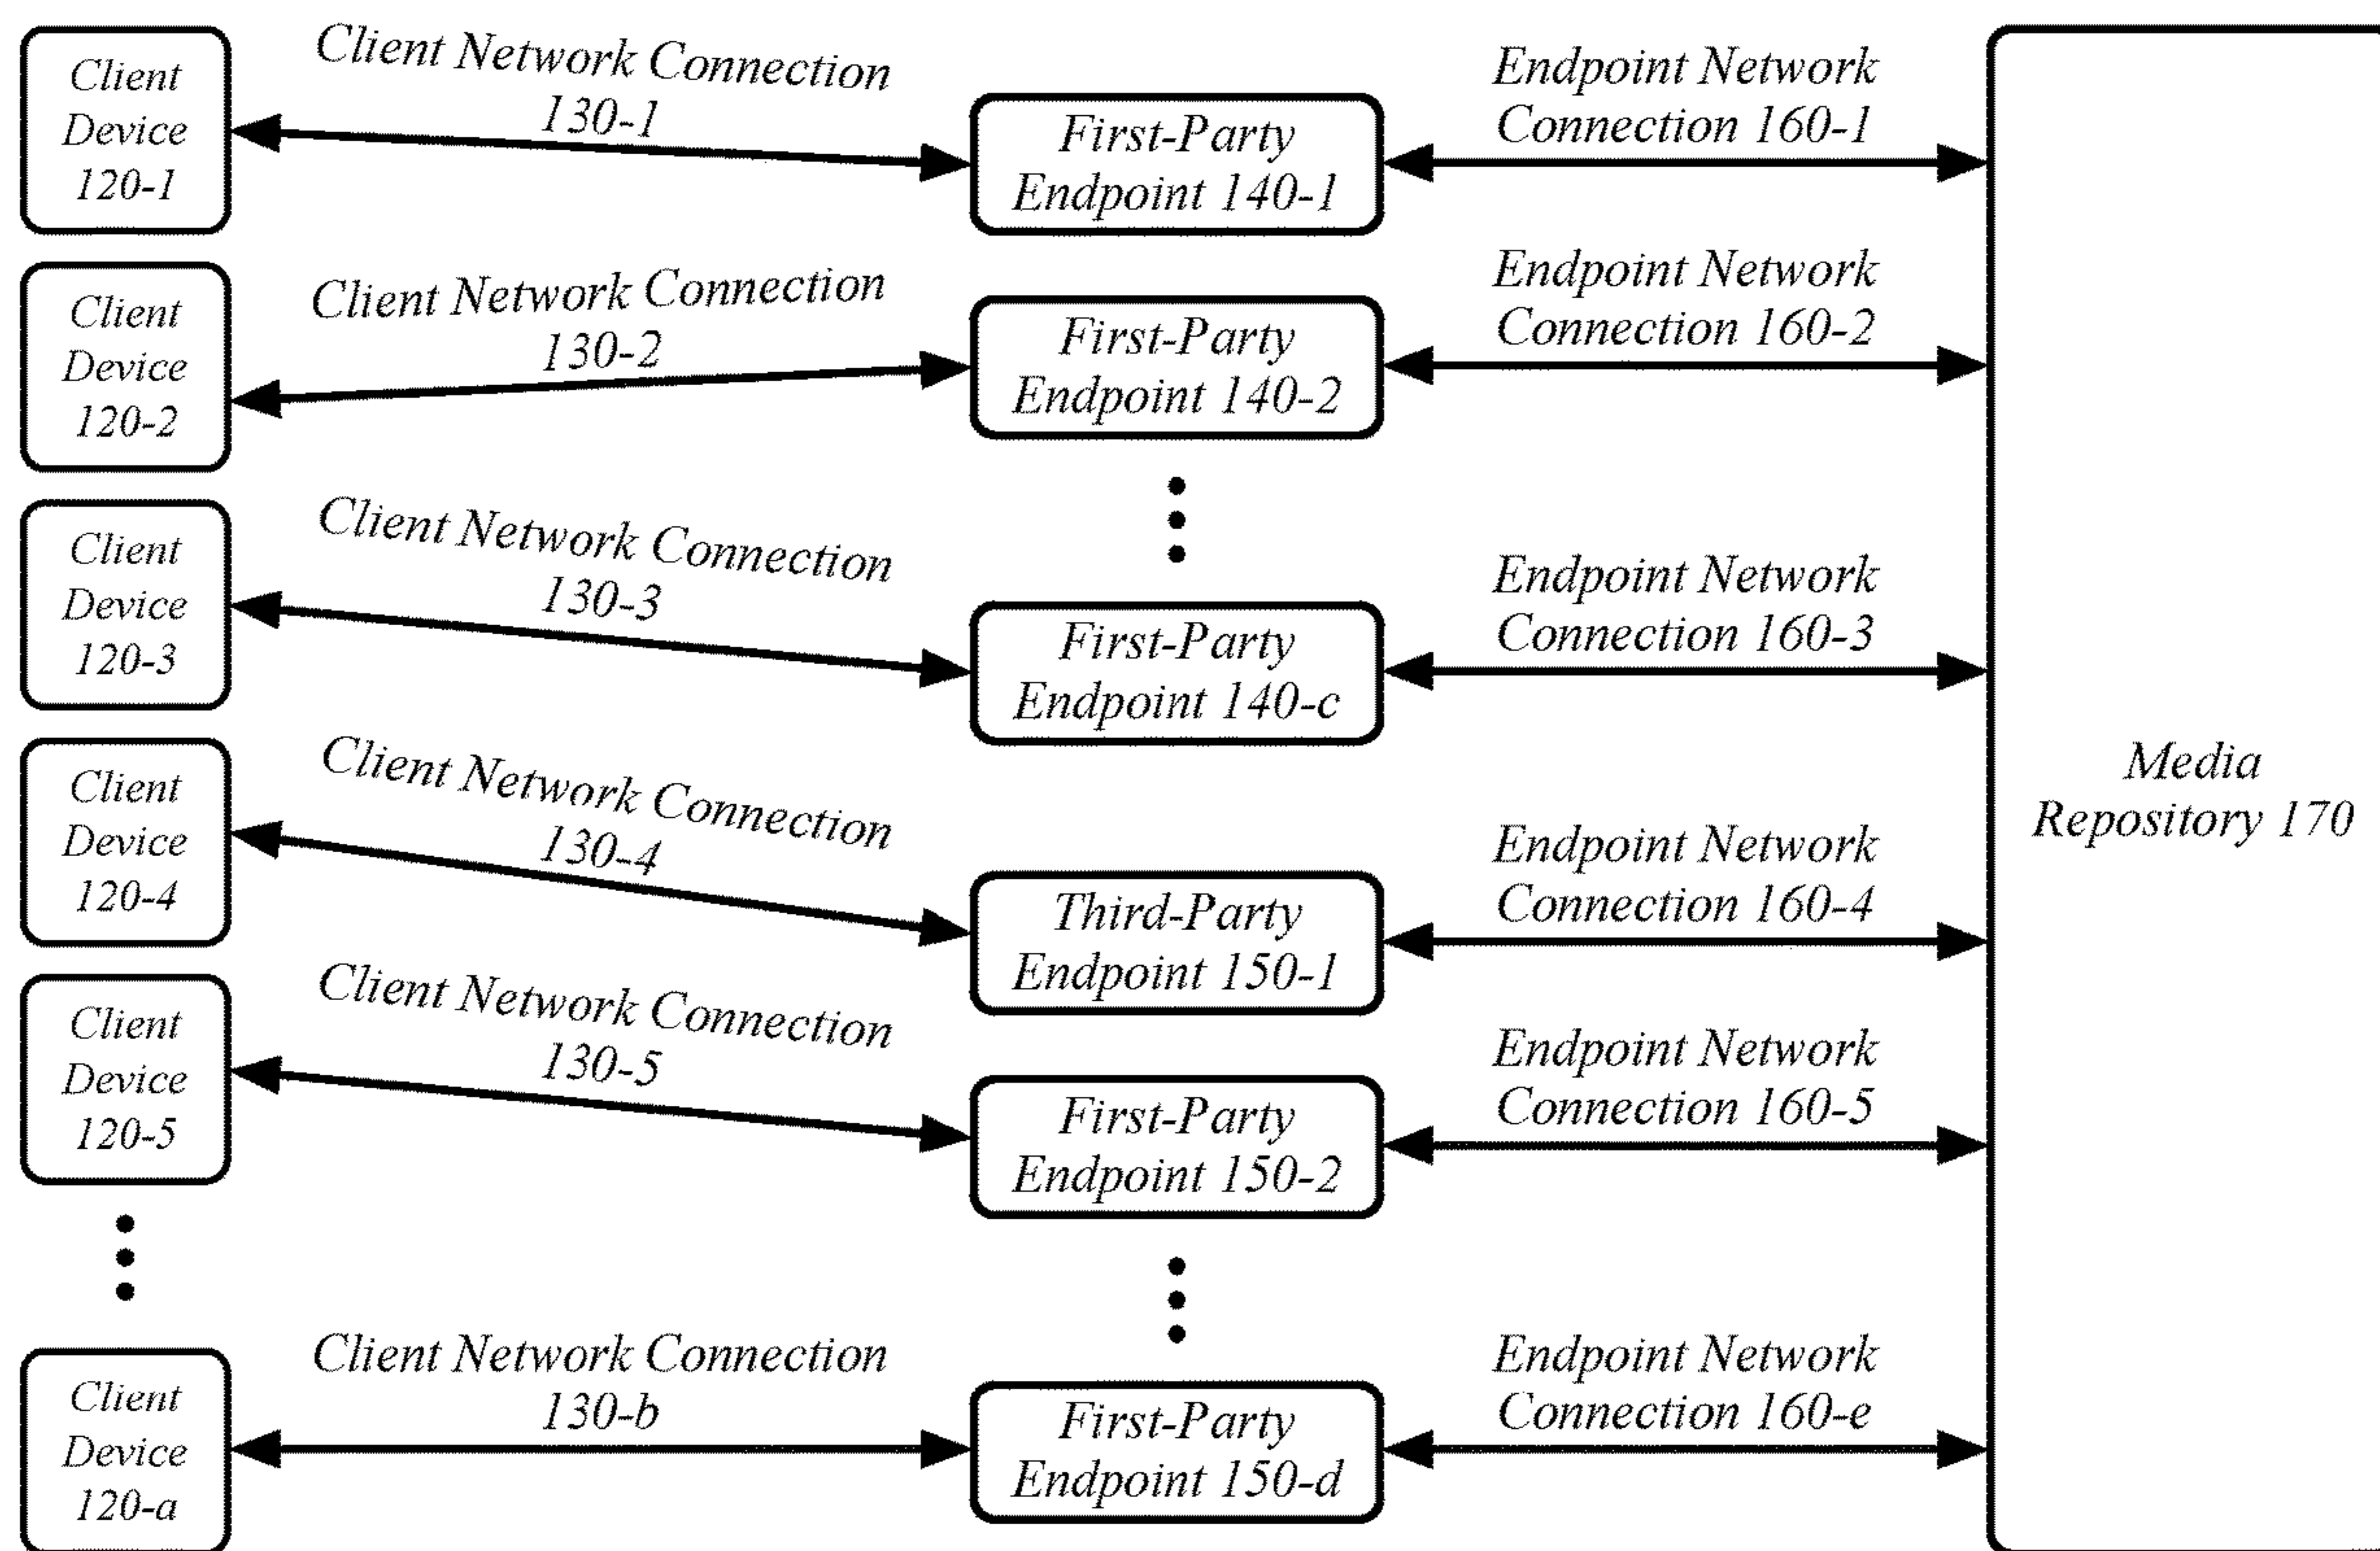 Client
Device
120-1
Client Network Connection
130-1
First-Party
Endpoint 140-1
Endpoint Network
Connection 160-1
Client
Device
120-2
Client Network Connection
130-2
First-Party
Endpoint 140-2
Endpoint Network
Connection 160-2
Client
Device
120-3
Client Network Connection
130-3
First-Party
Endpoint 140-c
Endpoint Network
Connection 160-3
Client
Device
120-4
Client Network Connection
130-4
Third-Party
Endpoint 150-1
Endpoint Network
Connection 160-4
Client
Device
120-5
Client Network Connection
130-5
First-Party
Endpoint 150-2
Endpoint Network
Connection 160-5
Client
Device
120-a
Client Network Connection
130-b
First-Party
Endpoint 150-d
Endpoint Network
Connection 160-e
Media
Repository 170